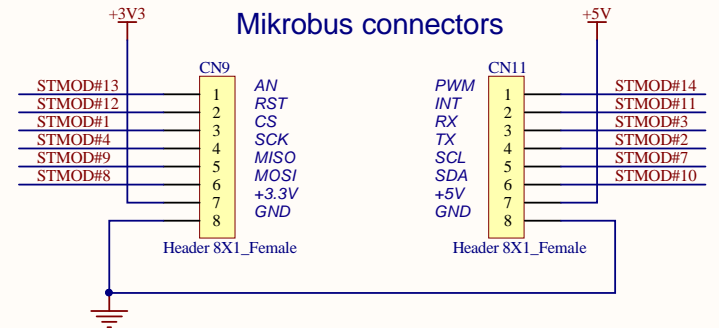 Mikrobus connectors
+3V3
+5V
CN9
CN11
STMOD#13 1 AN
STMOD#12 2 RST
STMOD#1 3 CS
STMOD#4 4 SCK
STMOD#9 5 MISO
STMOD#8 6 MOSI
7 +3.3V
8 GND
Header 8X1_Female
PWM 1 STMOD#14
INT 2 STMOD#11
RX 3 STMOD#3
TX 4 STMOD#2
SCL 5 STMOD#7
SDA 6 STMOD#10
+5V 7
GND 8
Header 8X1_Female